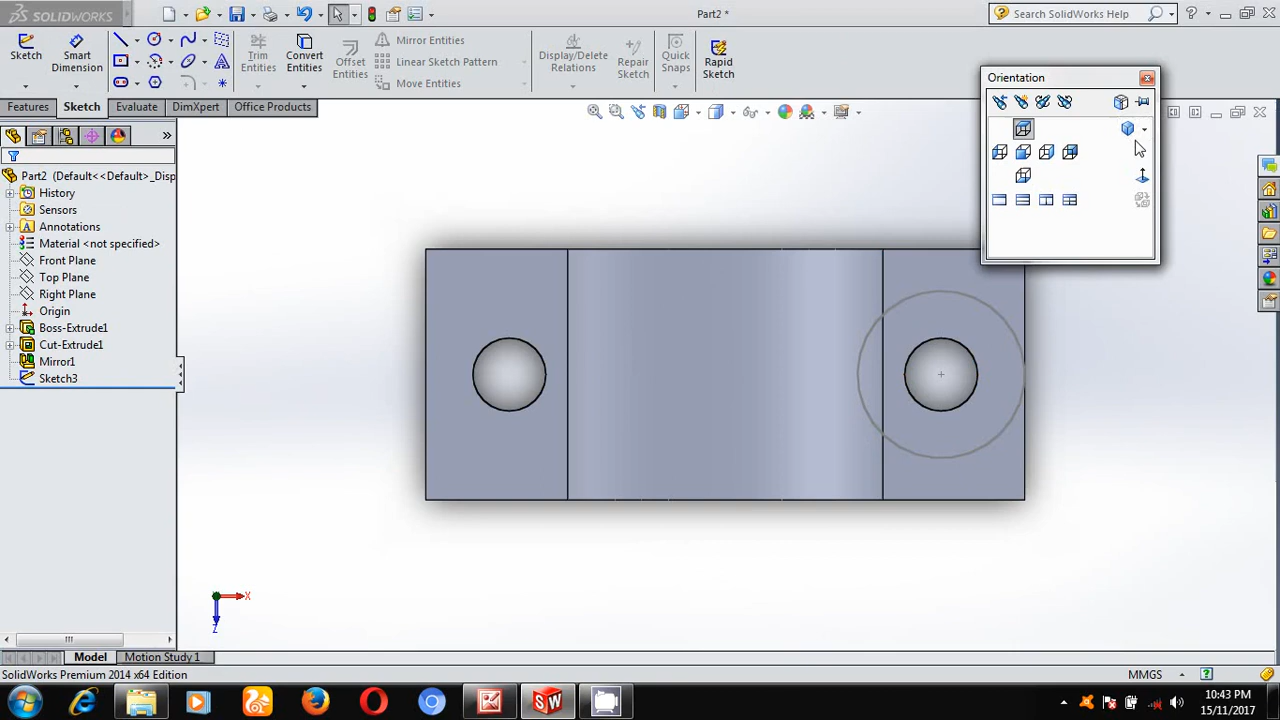 SOLIDWORKS
Part2 *
Search SolidWorks Help
Sketch
Smart Dimension
Trim Entities
Convert Entities
Offset Entities
Mirror Entities
Linear Sketch Pattern
Move Entities
Display/Delete Relations
Repair Sketch
Quick Snaps
Rapid Sketch
Features
Sketch
Evaluate
DimXpert
Office Products
Orientation
Part2 (Default<<Default>_Disp
History
Sensors
Annotations
Material <not specified>
Front Plane
Top Plane
Right Plane
Origin
Boss-Extrude1
Cut-Extrude1
Mirror1
Sketch3
X
Z
Model
Motion Study 1
SolidWorks Premium 2014 x64 Edition
MMGS
SW
10:43 PM
15/11/2017